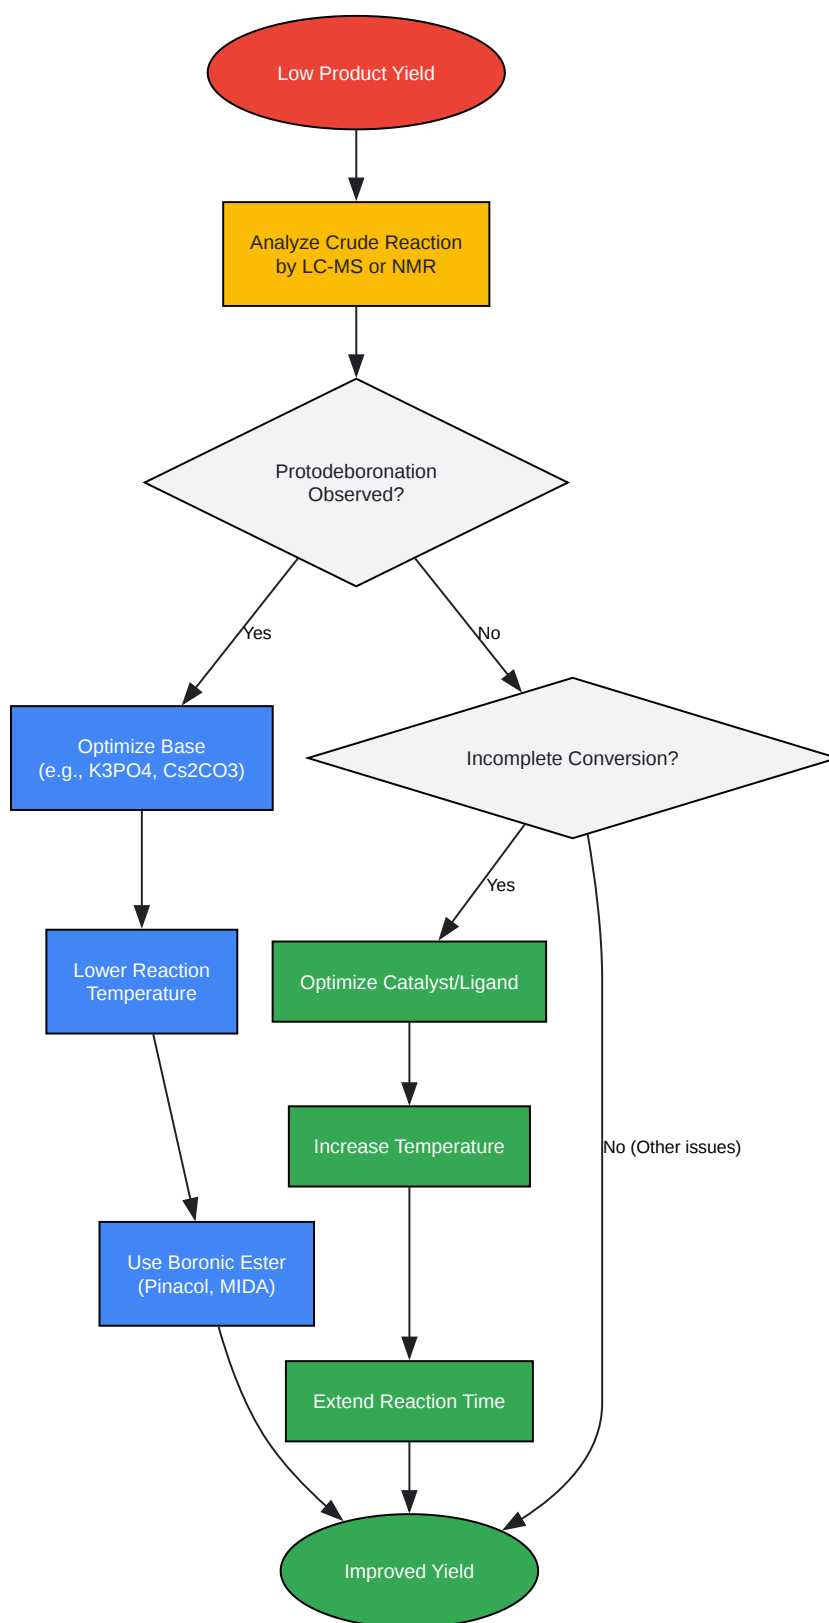 Low Product Yield
Analyze Crude Reaction
by LC-MS or NMR
Protodeboronation
Observed?
Yes
No
Optimize Base
(e.g., K3PO4, Cs2CO3)
Incomplete Conversion?
Yes
Lower Reaction
Temperature
Optimize Catalyst/Ligand
Increase Temperature
No (Other issues)
Use Boronic Ester
(Pinacol, MIDA)
Extend Reaction Time
Improved Yield